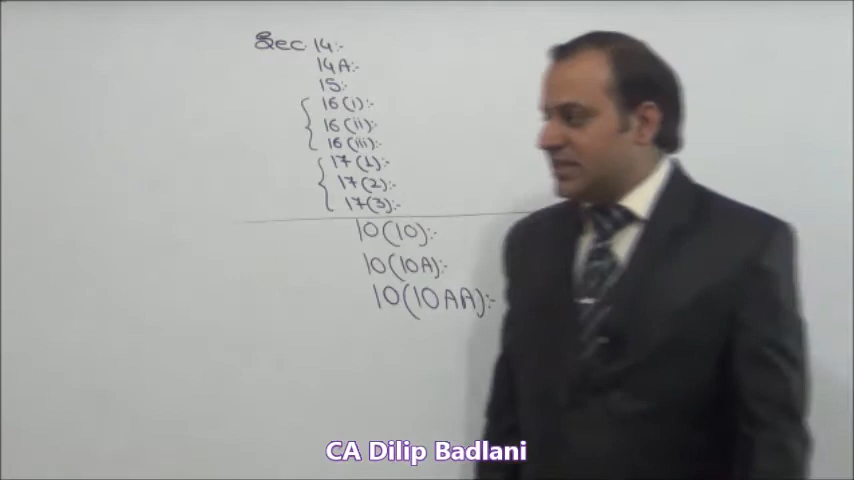 Sec 14:-
14A:-
15:-
16(i):-
16(ii):-
16(iii):-
17(1):-
17(2):-
17(3):-
10(10):-
10(10A):-
10(10AA):-
CA Dilip Badlani